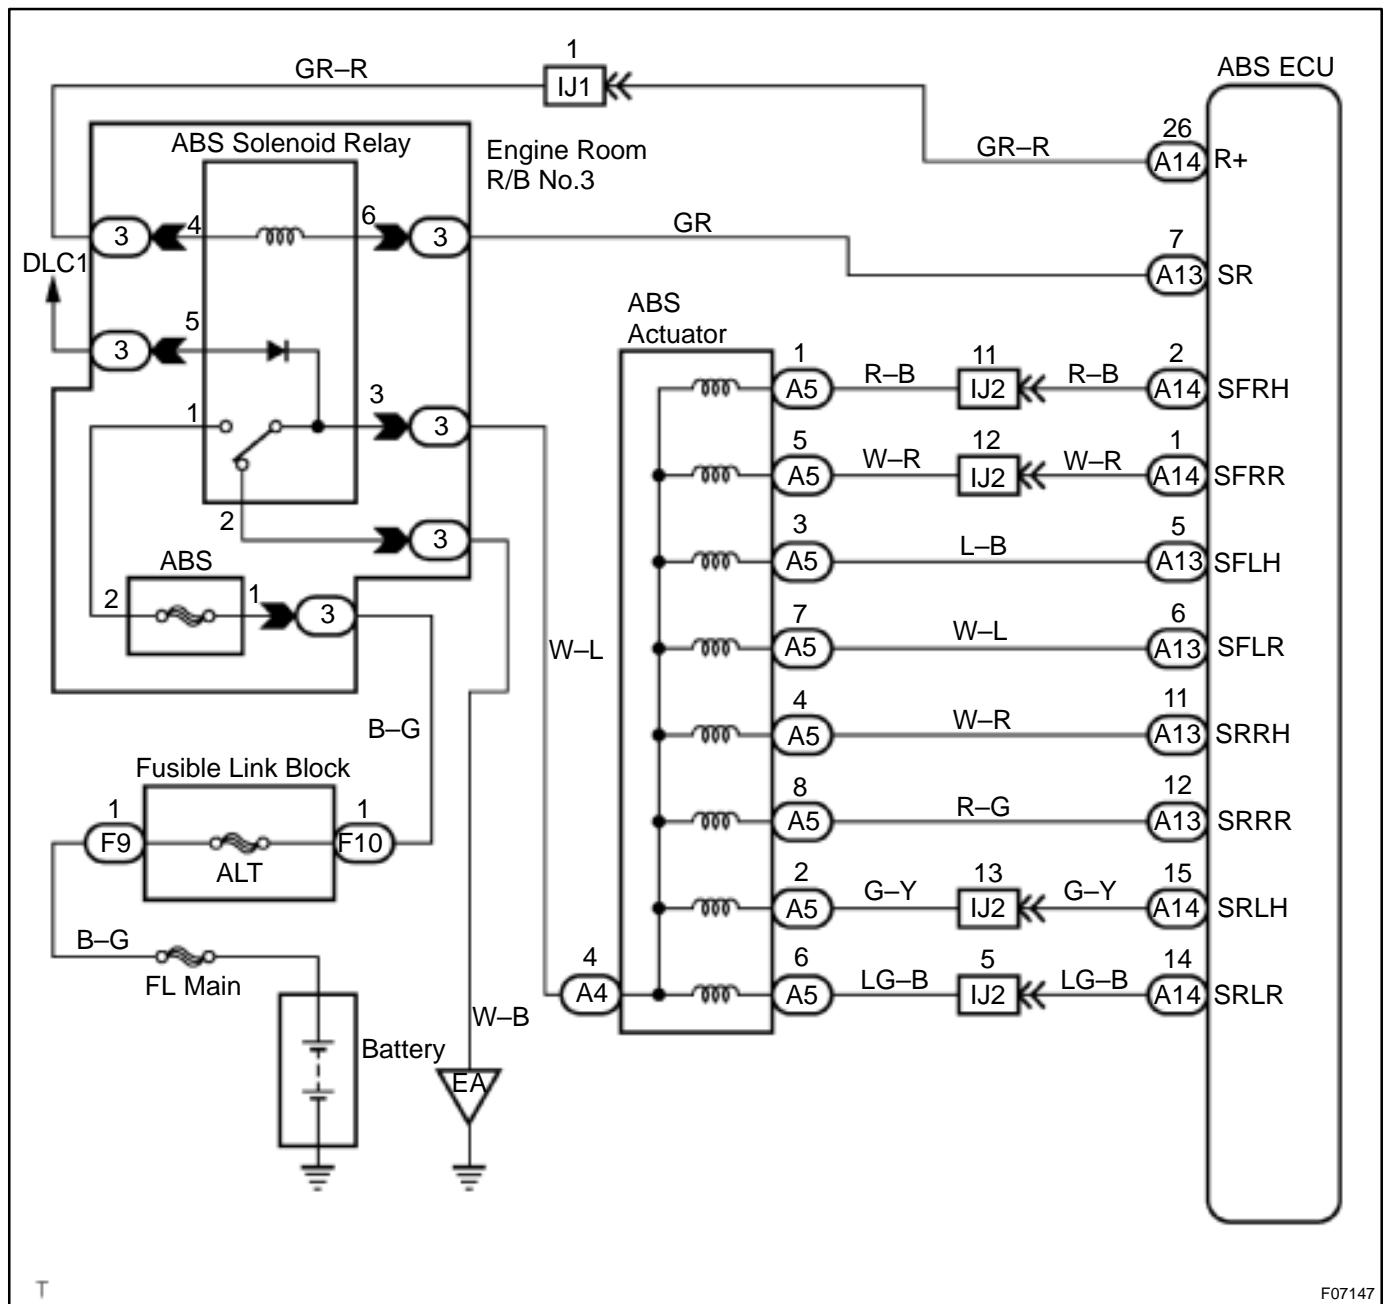 1
GR–R
IJ1
ABS ECU
ABS Solenoid Relay
Engine Room
R/B No.3
26
GR–R
A14
R+
3
4
6
3
GR
7
A13
SR
DLC1
3
5
ABS
Actuator
1
3
3
2
3
1
A5
R–B
11
IJ2
R–B
2
A14
SFRH
5
A5
W–R
12
IJ2
W–R
1
A14
SFRR
3
A5
L–B
5
A13
SFLH
ABS
2
1
3
7
A5
W–L
6
A13
SFLR
W–L
4
A5
W–R
11
A13
SRRH
B–G
Fusible Link Block
1
F9
ALT
1
F10
8
A5
R–G
12
A13
SRRR
2
A5
G–Y
13
IJ2
G–Y
15
A14
SRLH
B–G
FL Main
4
A4
6
A5
LG–B
5
IJ2
LG–B
14
A14
SRLR
W–B
Battery
EA
T
F07147